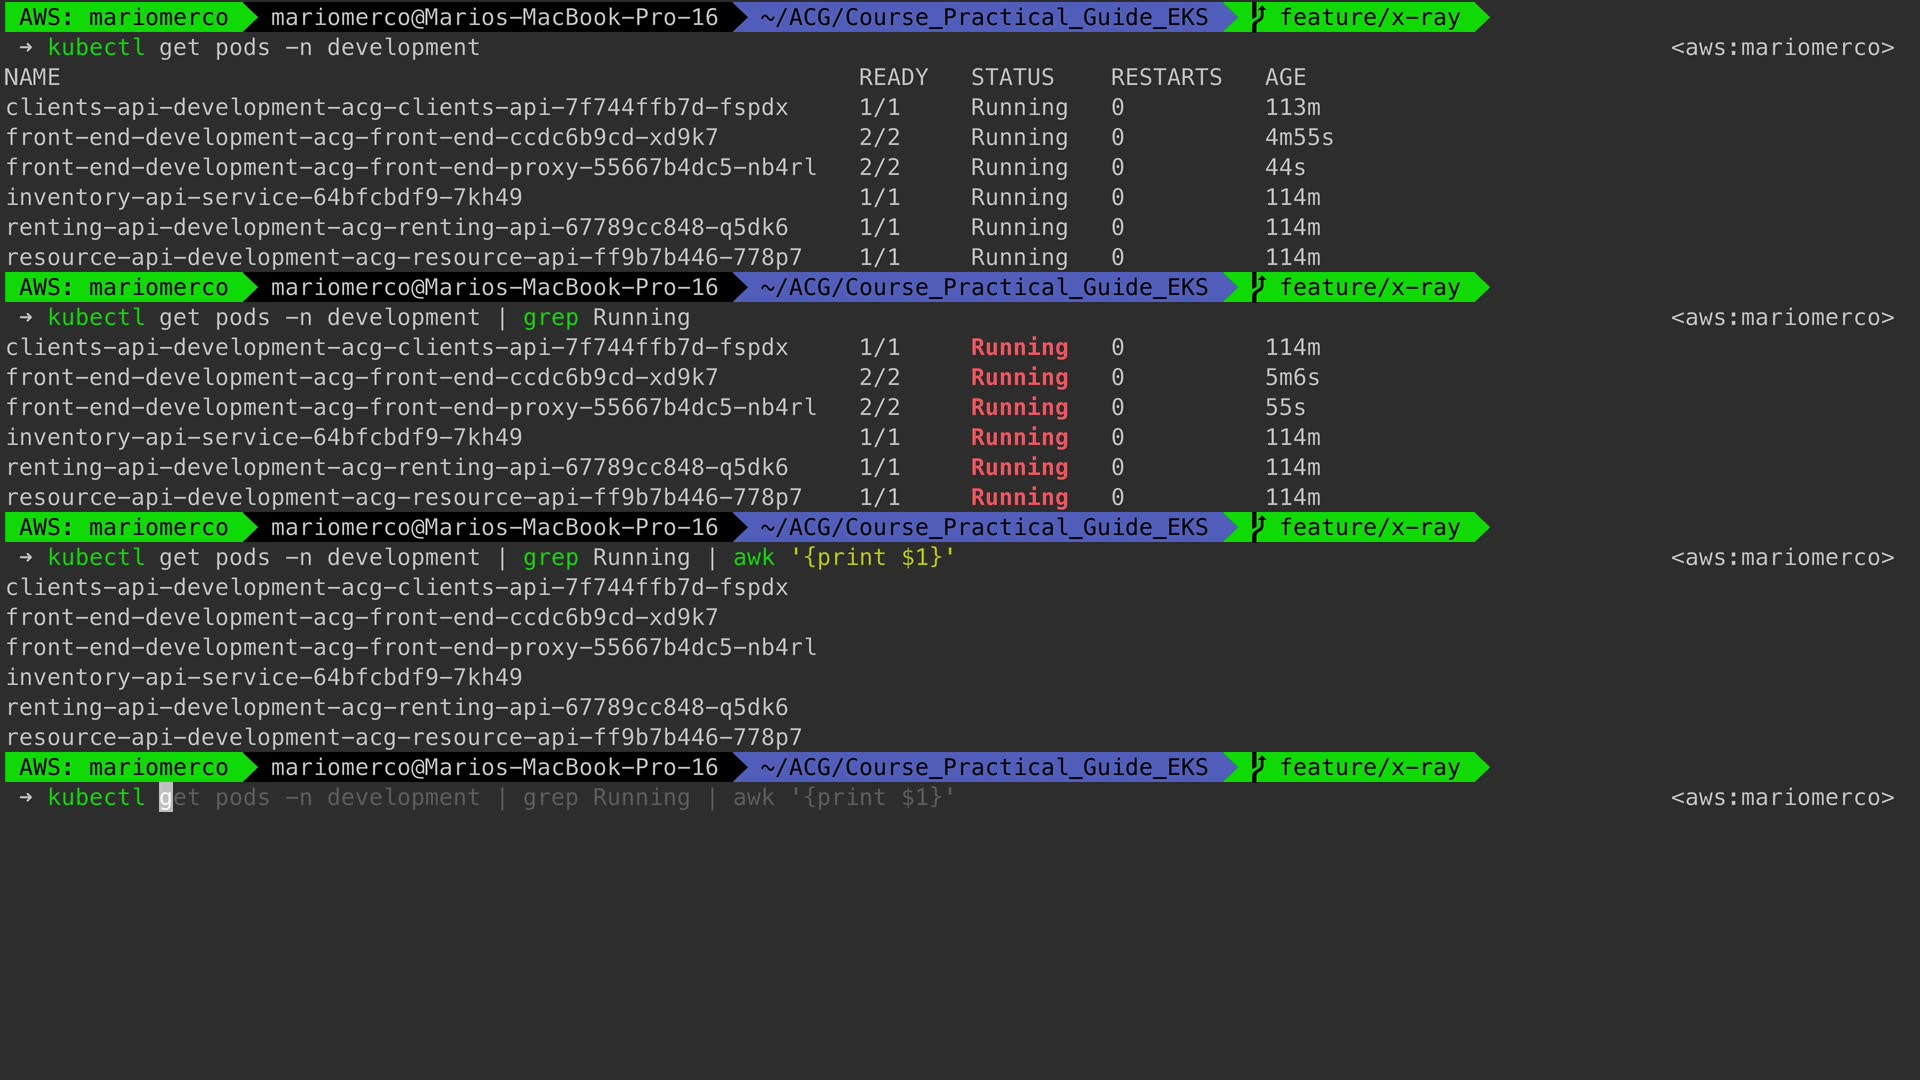 AWS: mariomerco mariomerco@Marios-MacBook-Pro-16 ~/ACG/Course_Practical_Guide_EKS feature/x-ray
→ kubectl get pods -n development <aws:mariomerco>
NAME READY STATUS RESTARTS AGE
clients-api-development-acg-clients-api-7f744ffb7d-fspdx 1/1 Running 0 113m
front-end-development-acg-front-end-ccdc6b9cd-xd9k7 2/2 Running 0 4m55s
front-end-development-acg-front-end-proxy-55667b4dc5-nb4rl 2/2 Running 0 44s
inventory-api-service-64bfcbdf9-7kh49 1/1 Running 0 114m
renting-api-development-acg-renting-api-67789cc848-q5dk6 1/1 Running 0 114m
resource-api-development-acg-resource-api-ff9b7b446-778p7 1/1 Running 0 114m
AWS: mariomerco mariomerco@Marios-MacBook-Pro-16 ~/ACG/Course_Practical_Guide_EKS feature/x-ray
→ kubectl get pods -n development | grep Running <aws:mariomerco>
clients-api-development-acg-clients-api-7f744ffb7d-fspdx 1/1 Running 0 114m
front-end-development-acg-front-end-ccdc6b9cd-xd9k7 2/2 Running 0 5m6s
front-end-development-acg-front-end-proxy-55667b4dc5-nb4rl 2/2 Running 0 55s
inventory-api-service-64bfcbdf9-7kh49 1/1 Running 0 114m
renting-api-development-acg-renting-api-67789cc848-q5dk6 1/1 Running 0 114m
resource-api-development-acg-resource-api-ff9b7b446-778p7 1/1 Running 0 114m
AWS: mariomerco mariomerco@Marios-MacBook-Pro-16 ~/ACG/Course_Practical_Guide_EKS feature/x-ray
→ kubectl get pods -n development | grep Running | awk '{print $1}' <aws:mariomerco>
clients-api-development-acg-clients-api-7f744ffb7d-fspdx
front-end-development-acg-front-end-ccdc6b9cd-xd9k7
front-end-development-acg-front-end-proxy-55667b4dc5-nb4rl
inventory-api-service-64bfcbdf9-7kh49
renting-api-development-acg-renting-api-67789cc848-q5dk6
resource-api-development-acg-resource-api-ff9b7b446-778p7
AWS: mariomerco mariomerco@Marios-MacBook-Pro-16 ~/ACG/Course_Practical_Guide_EKS feature/x-ray
→ kubectl get pods -n development | grep Running | awk '{print $1}' <aws:mariomerco>